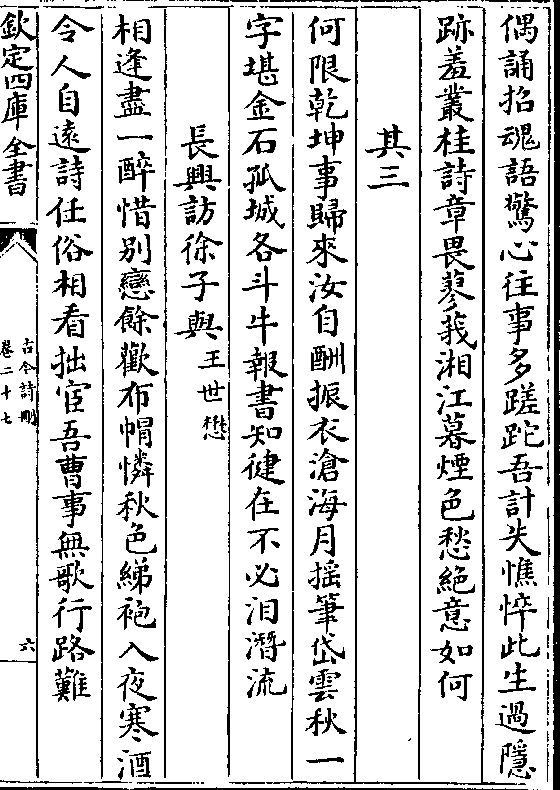 偶誦招魂語驚心往事多蹉跎吾計失憔悴此生過隱
跡羞叢桂詩章畏蓼莪湘江暮煙色愁絶意如何
其三
何限乾坤事歸來汝自酬振衣滄海月揺筆岱雲秋一
字堪金石孤城各斗牛報書知健在不必泪潛流
長興訪徐子與王世懋
相逢盡一醉惜別戀餘歡布㡌憐秋色綈袍入夜寒酒
令人自遠詩任俗相看拙宦吾曹事無歌行路難
欽定四庫全書
古今詩刪
卷二十七
六